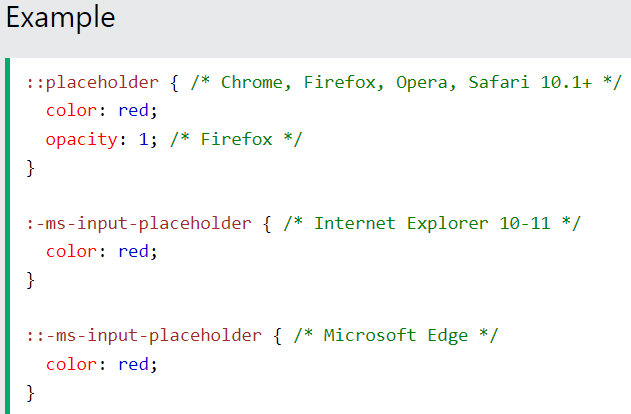 Example
::placeholder { /* Chrome, Firefox, Opera, Safari 10.1+ */
  color: red;
  opacity: 1; /* Firefox */
}

:-ms-input-placeholder { /* Internet Explorer 10-11 */
  color: red;
}

::-ms-input-placeholder { /* Microsoft Edge */
  color: red;
}